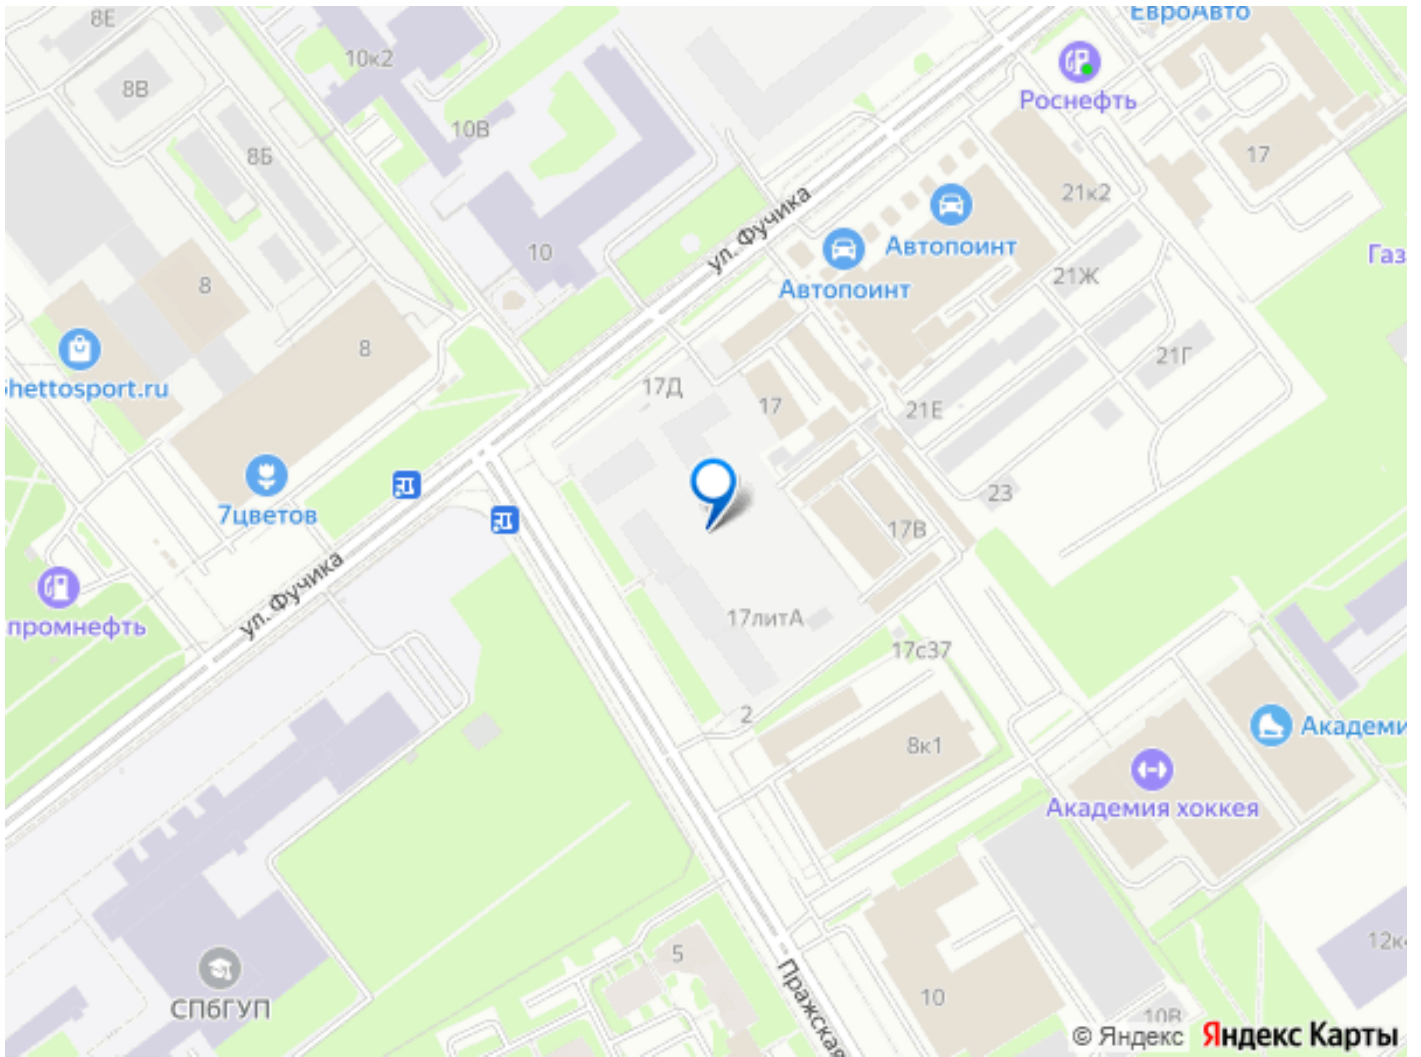 8Е
ЕвроАвто
10к2
Роснефть
8В
10В
8Б
17
21к2
ул. Фучика
10
Автопоинт
Газ
21Ж
8
Автопоинт
8
21Г
hettosport.ru
17Д
17
21Е
23
7цветов
17В
ул. Фучика
промнефть
17литА
17с37
2
8к1
Академи
Академия хоккея
5
12к
СПбГУП
Пражская
10
10В
© Яндекс Яндекс Карты